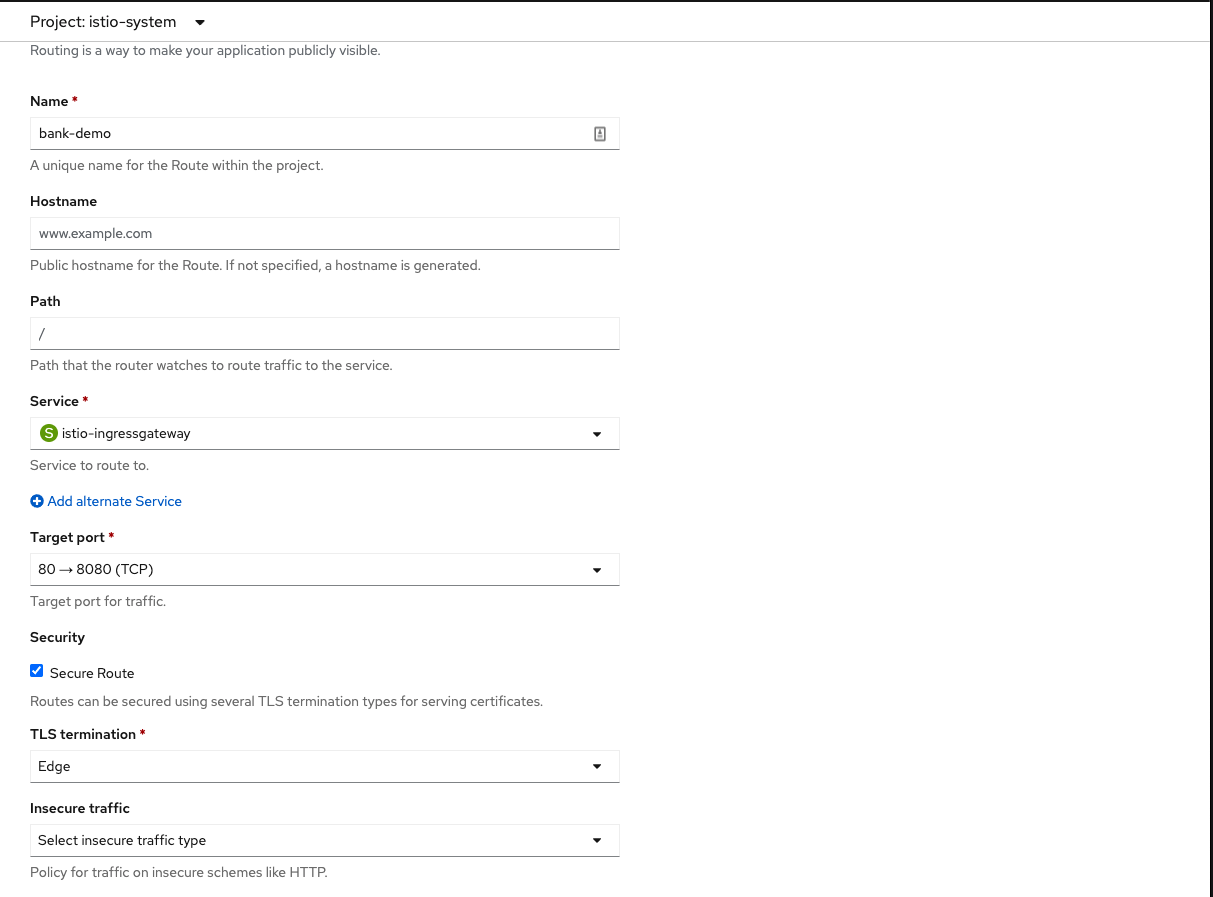 Project: istio-system
Routing is a way to make your application publicly visible.
Name *
bank-demo
A unique name for the Route within the project.
Hostname
www.example.com
Public hostname for the Route. If not specified, a hostname is generated.
Path
/
Path that the router watches to route traffic to the service.
Service *
S istio-ingressgateway
Service to route to.
Add alternate Service
Target port *
80 → 8080 (TCP)
Target port for traffic.
Security
Secure Route
Routes can be secured using several TLS termination types for serving certificates.
TLS termination *
Edge
Insecure traffic
Select insecure traffic type
Policy for traffic on insecure schemes like HTTP.